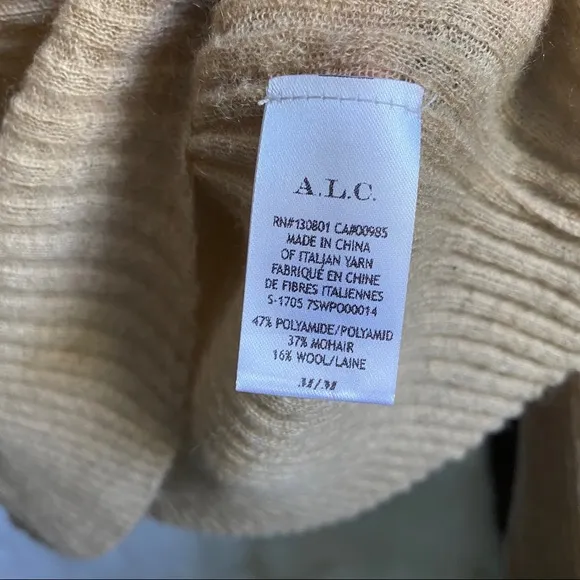 A.L.C.
RN#130801 CA#00985
MADE IN CHINA
OF ITALIAN YARN
FABRIQUÉ EN CHINE
DE FIBRES ITALIENNES
S-1705 7SWPO00014
47% POLYAMIDE/POLYAMID
37% MOHAIR
16% WOOL/LAINE
M/M